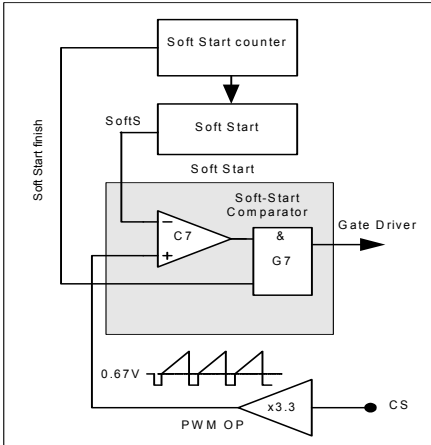 Soft Start counter
SoftS
Soft Start
Soft Start finish
Soft Start
Soft-Start
Comparator
−
C7
+
&
G7
Gate Driver
0.67V
x3.3
CS
PWM OP